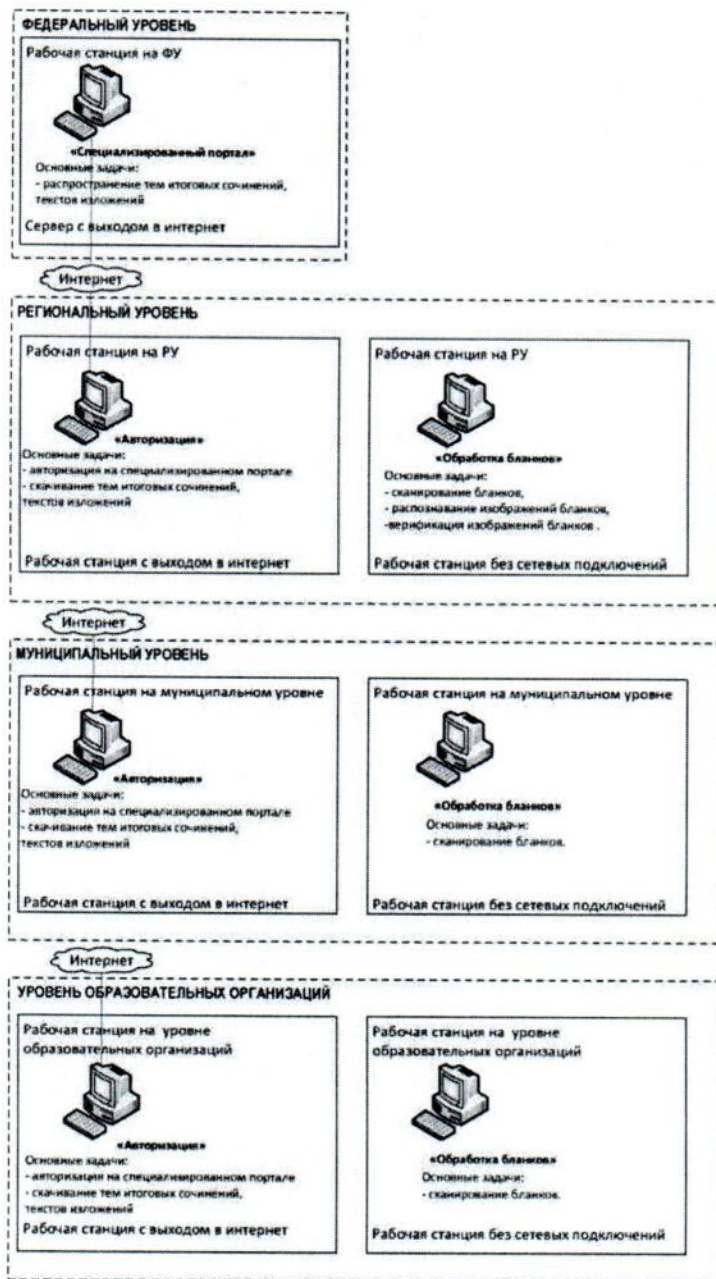 ФЕДЕРАЛЬНЫЙ УРОВЕНЬ
Рабочая станция на ФУ
«Специализированный портал»
Основные задачи:
- распространение тем итоговых сочинений,
текстов изложений
Сервер с выходом в интернет
Интернет
РЕГИОНАЛЬНЫЙ УРОВЕНЬ
Рабочая станция на РУ
«Авторизация»
Основные задачи:
- авторизация на специализированном портале
- скачивание тем итоговых сочинений,
текстов изложений
Рабочая станция с выходом в интернет
Рабочая станция на РУ
«Обработка бланков»
Основные задачи:
- сканирование бланков,
- распознавание изображений бланков,
-верификация изображений бланков .
Рабочая станция без сетевых подключений
Интернет
МУНИЦИПАЛЬНЫЙ УРОВЕНЬ
Рабочая станция на муниципальном уровне
«Авторизация»
Основные задачи:
- авторизация на специализированном портале
- скачивание тем итоговых сочинений,
текстов изложений
Рабочая станция с выходом в интернет
Рабочая станция на муниципальном уровне
«Обработка бланков»
Основные задачи:
- сканирование бланков.
Рабочая станция без сетевых подключений
Интернет
УРОВЕНЬ ОБРАЗОВАТЕЛЬНЫХ ОРГАНИЗАЦИЙ
Рабочая станция на уровне
образовательных организаций
«Авторизация»
Основные задачи:
- авторизация на специализированном портале
- скачивание тем итоговых сочинений,
текстов изложений
Рабочая станция с выходом в интернет
Рабочая станция на уровне
образовательных организаций
«Обработка бланков»
Основные задачи:
- сканирование бланков.
Рабочая станция без сетевых подключений